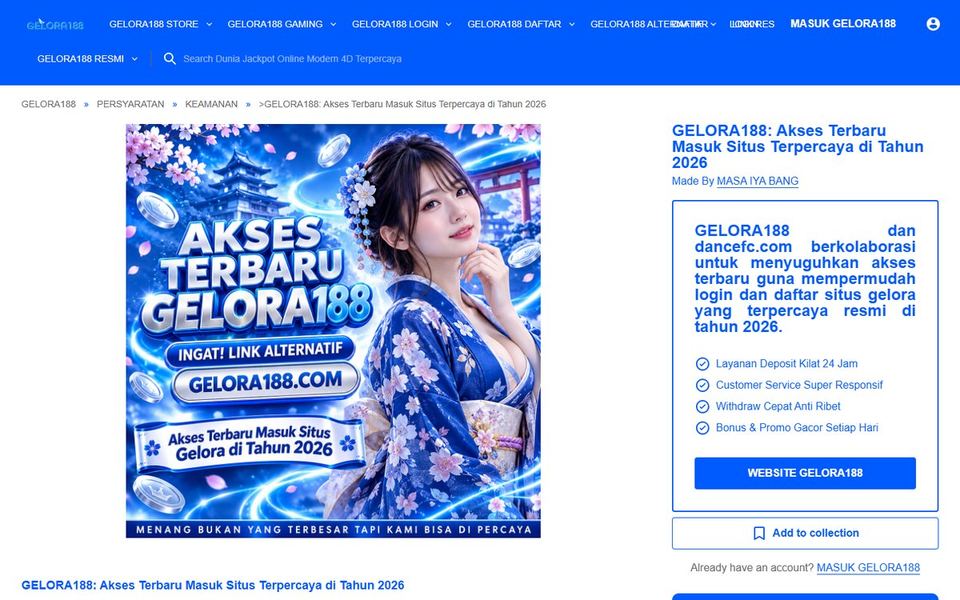 GELORA188
GELORA188 STORE
GELORA188 GAMING
GELORA188 LOGIN
GELORA188 DAFTAR
GELORA188 ALTERNATIF
MASUK GELORA188
GELORA188 RESMI
Search Dunia Jackpot Online Modern 4D Terpercaya
GELORA188 » PERSYARATAN » KEAMANAN » >GELORA188: Akses Terbaru Masuk Situs Terpercaya di Tahun 2026
AKSES
TERBARU
GELORA188
INGAT! LINK ALTERNATIF
GELORA188.COM
Akses Terbaru Masuk Situs
Gelora di Tahun 2026
MENANG BUKAN YANG TERBESAR TAPI KAMI BISA DI PERCAYA
GELORA188: Akses Terbaru Masuk Situs Terpercaya di Tahun 2026
GELORA188: Akses Terbaru
Masuk Situs Terpercaya di Tahun
2026
Made By MASA IYA BANG
GELORA188 dan
dancefc.com berkolaborasi
untuk menyuguhkan akses
terbaru guna mempermudah
login dan daftar situs gelora
yang terpercaya resmi di
tahun 2026.
Layanan Deposit Kilat 24 Jam
Customer Service Super Responsif
Withdraw Cepat Anti Ribet
Bonus & Promo Gacor Setiap Hari
WEBSITE GELORA188
Add to collection
Already have an account? MASUK GELORA188